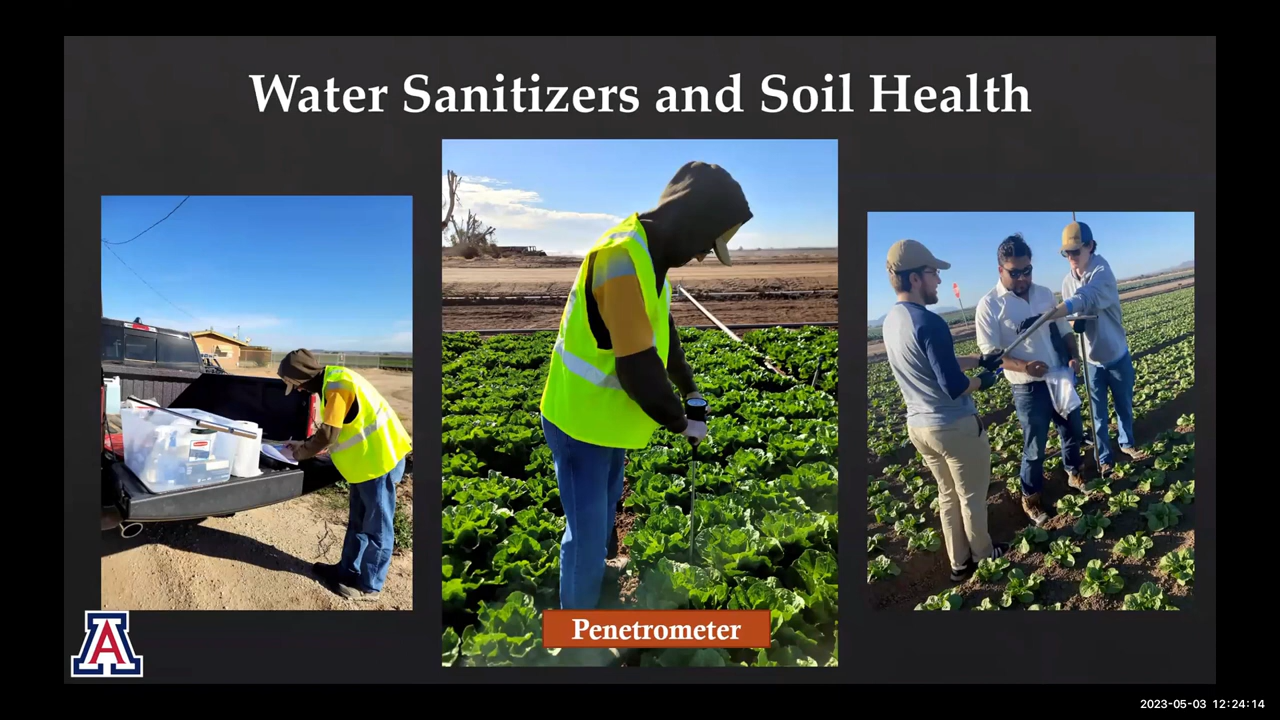 Water Sanitizers and Soil Health
Penetrometer
A
2023-05-03 12:24:14